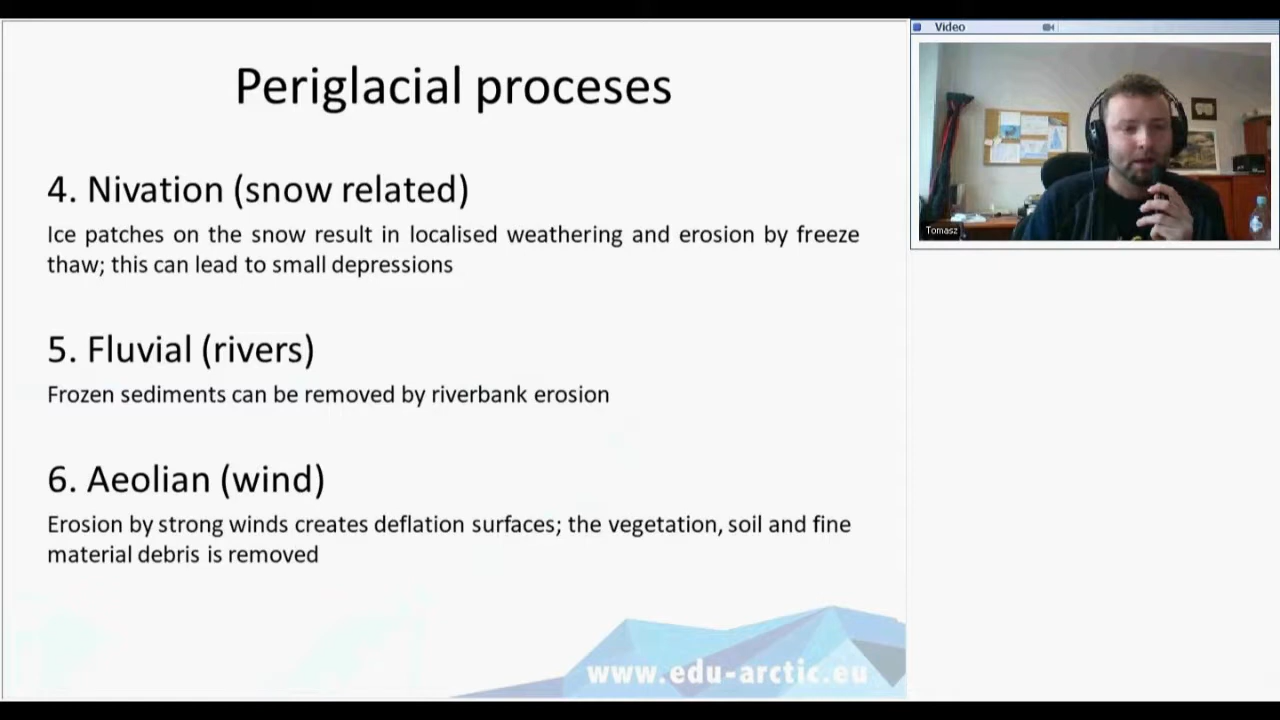 Periglacial proceses
4. Nivation (snow related)
Ice patches on the snow result in localised weathering and erosion by freeze
thaw; this can lead to small depressions
5. Fluvial (rivers)
Frozen sediments can be removed by riverbank erosion
6. Aeolian (wind)
Erosion by strong winds creates deflation surfaces; the vegetation, soil and fine
material debris is removed
www.edu-arctic.eu
Video
Tomasz